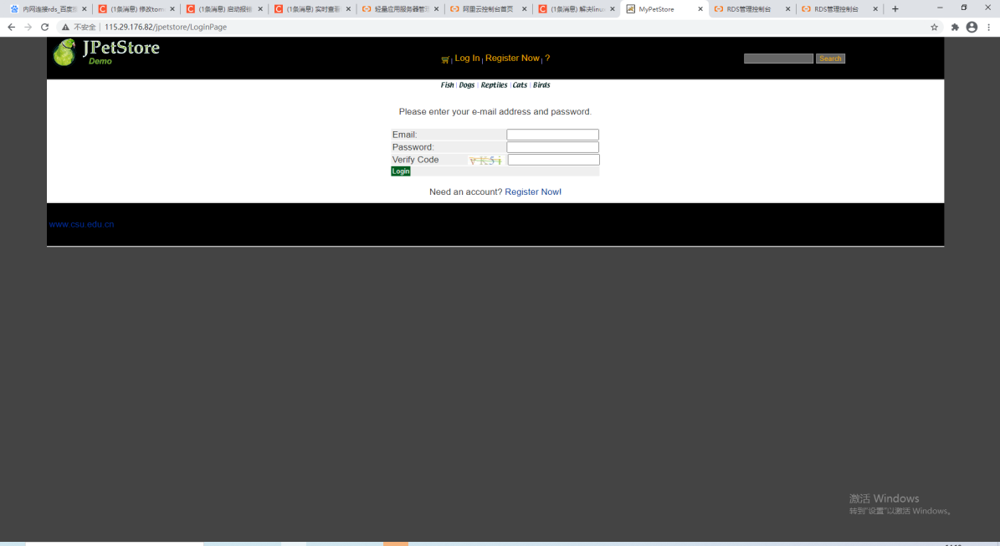 内网连接rds_百度
(1条消息) 修改tom
(1条消息) 启动报错
(1条消息) 实时查看
轻量应用服务器管理
阿里云控制台首页
(1条消息) 解决linux
MyPetStore
RDS管理控制台
RDS管理控制台
不安全 | 115.29.176.82/jpetstore/LoginPage
JPetStore
Demo
Log In | Register Now | ?
Search
Fish | Dogs | Reptiles | Cats | Birds
Please enter your e-mail address and password.
Email:
Password:
Verify Code vK5i
Login
Need an account? Register Now!
www.csu.edu.cn
激活 Windows
转到"设置"以激活 Windows。